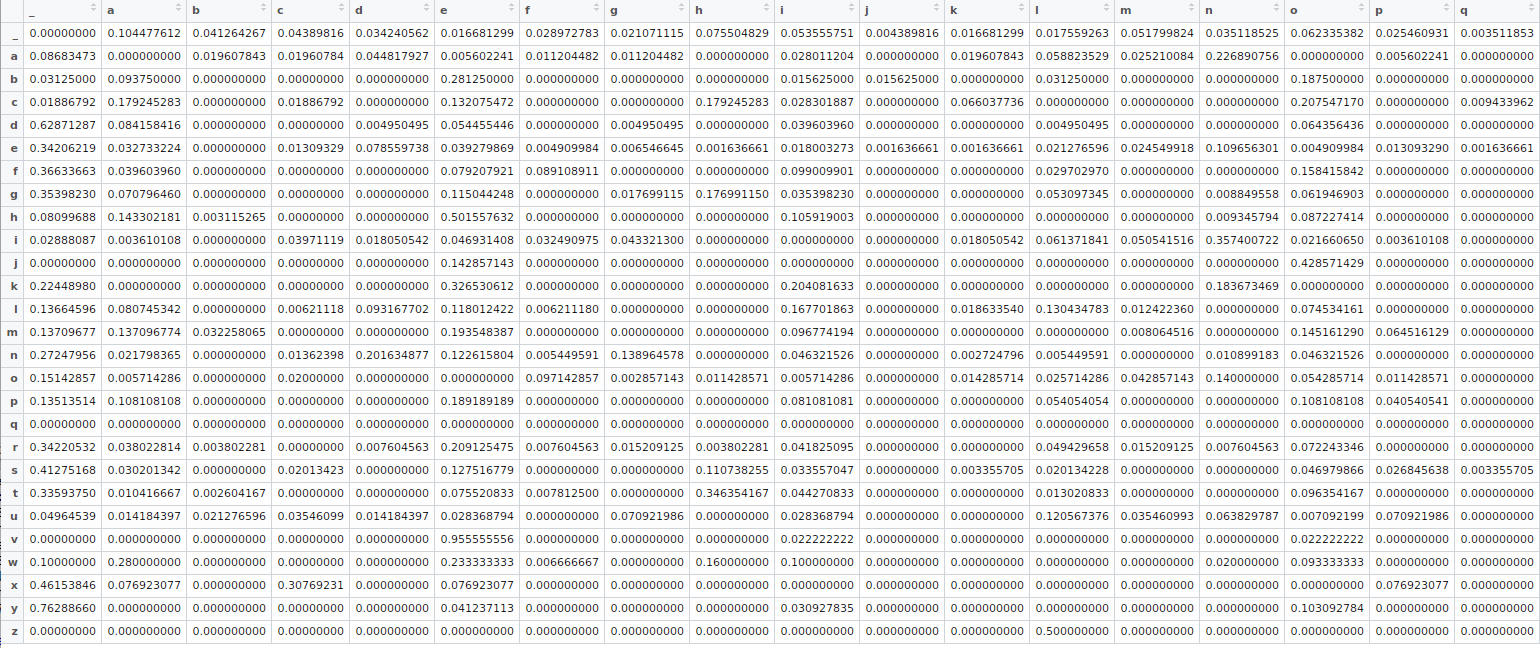 _ a b c d e f g h i j k l m n o p q
_ 0.00000000 0.104477612 0.041264267 0.04389816 0.034240562 0.016681299 0.028972783 0.021071115 0.075504829 0.053555751 0.004389816 0.016681299 0.017559263 0.051799824 0.035118525 0.062335382 0.025460931 0.003511853
a 0.08683473 0.000000000 0.019607843 0.01960784 0.044817927 0.005602241 0.011204482 0.011204482 0.000000000 0.028011204 0.000000000 0.019607843 0.058823529 0.025210084 0.226890756 0.000000000 0.005602241 0.000000000
b 0.03125000 0.093750000 0.000000000 0.00000000 0.000000000 0.281250000 0.000000000 0.000000000 0.000000000 0.015625000 0.015625000 0.000000000 0.031250000 0.000000000 0.000000000 0.187500000 0.000000000 0.000000000
c 0.01886792 0.179245283 0.000000000 0.01886792 0.000000000 0.132075472 0.000000000 0.000000000 0.179245283 0.028301887 0.000000000 0.066037736 0.000000000 0.000000000 0.000000000 0.207547170 0.000000000 0.009433962
d 0.62871287 0.084158416 0.000000000 0.00000000 0.004950495 0.054455446 0.000000000 0.004950495 0.000000000 0.039603960 0.000000000 0.000000000 0.004950495 0.000000000 0.000000000 0.064356436 0.000000000 0.000000000
e 0.34206219 0.032733224 0.000000000 0.01309329 0.078559738 0.039279869 0.004909984 0.006546645 0.001636661 0.018003273 0.001636661 0.001636661 0.021276596 0.024549918 0.109656301 0.004909984 0.013093290 0.001636661
f 0.36633663 0.039603960 0.000000000 0.00000000 0.000000000 0.079207921 0.089108911 0.000000000 0.000000000 0.099009901 0.000000000 0.000000000 0.029702970 0.000000000 0.000000000 0.158415842 0.000000000 0.000000000
g 0.35398230 0.070796460 0.000000000 0.00000000 0.000000000 0.115044248 0.000000000 0.017699115 0.176991150 0.035398230 0.000000000 0.000000000 0.053097345 0.000000000 0.008849558 0.061946903 0.000000000 0.000000000
h 0.08099688 0.143302181 0.003115265 0.00000000 0.000000000 0.501557632 0.000000000 0.000000000 0.000000000 0.105919003 0.000000000 0.000000000 0.000000000 0.000000000 0.009345794 0.087227414 0.000000000 0.000000000
i 0.02888087 0.003610108 0.000000000 0.03971119 0.018050542 0.046931408 0.032490975 0.043321300 0.000000000 0.000000000 0.000000000 0.018050542 0.061371841 0.050541516 0.357400722 0.021660650 0.003610108 0.000000000
j 0.00000000 0.000000000 0.000000000 0.00000000 0.000000000 0.142857143 0.000000000 0.000000000 0.000000000 0.000000000 0.000000000 0.000000000 0.000000000 0.000000000 0.000000000 0.428571429 0.000000000 0.000000000
k 0.22448980 0.000000000 0.000000000 0.00000000 0.000000000 0.326530612 0.000000000 0.000000000 0.000000000 0.204081633 0.000000000 0.000000000 0.000000000 0.000000000 0.183673469 0.000000000 0.000000000 0.000000000
l 0.13664596 0.080745342 0.000000000 0.00621118 0.093167702 0.118012422 0.006211180 0.000000000 0.000000000 0.167701863 0.000000000 0.018633540 0.130434783 0.012422360 0.000000000 0.074534161 0.000000000 0.000000000
m 0.13709677 0.137096774 0.032258065 0.00000000 0.000000000 0.193548387 0.000000000 0.000000000 0.000000000 0.096774194 0.000000000 0.000000000 0.000000000 0.008064516 0.000000000 0.145161290 0.064516129 0.000000000
n 0.27247956 0.021798365 0.000000000 0.01362398 0.201634877 0.122615804 0.005449591 0.138964578 0.000000000 0.046321526 0.000000000 0.002724796 0.005449591 0.000000000 0.010899183 0.046321526 0.000000000 0.000000000
o 0.15142857 0.005714286 0.000000000 0.02000000 0.000000000 0.000000000 0.097142857 0.002857143 0.011428571 0.005714286 0.000000000 0.014285714 0.025714286 0.042857143 0.140000000 0.054285714 0.011428571 0.000000000
p 0.13513514 0.108108108 0.000000000 0.00000000 0.000000000 0.189189189 0.000000000 0.000000000 0.000000000 0.081081081 0.000000000 0.000000000 0.054054054 0.000000000 0.000000000 0.108108108 0.040540541 0.000000000
q 0.00000000 0.000000000 0.000000000 0.00000000 0.000000000 0.000000000 0.000000000 0.000000000 0.000000000 0.000000000 0.000000000 0.000000000 0.000000000 0.000000000 0.000000000 0.000000000 0.000000000 0.000000000
r 0.34220532 0.038022814 0.003802281 0.00000000 0.007604563 0.209125475 0.007604563 0.015209125 0.003802281 0.041825095 0.000000000 0.000000000 0.049429658 0.015209125 0.007604563 0.072243346 0.000000000 0.000000000
s 0.41275168 0.030201342 0.000000000 0.02013423 0.000000000 0.127516779 0.000000000 0.000000000 0.110738255 0.033557047 0.000000000 0.003355705 0.020134228 0.000000000 0.000000000 0.046979866 0.026845638 0.003355705
t 0.33593750 0.010416667 0.002604167 0.00000000 0.000000000 0.075520833 0.007812500 0.000000000 0.346354167 0.044270833 0.000000000 0.000000000 0.013020833 0.000000000 0.000000000 0.096354167 0.000000000 0.000000000
u 0.04964539 0.014184397 0.021276596 0.03546099 0.014184397 0.028368794 0.000000000 0.070921986 0.000000000 0.028368794 0.000000000 0.000000000 0.120567376 0.035460993 0.063829787 0.007092199 0.070921986 0.000000000
v 0.00000000 0.000000000 0.000000000 0.00000000 0.000000000 0.955555556 0.000000000 0.000000000 0.000000000 0.022222222 0.000000000 0.000000000 0.000000000 0.000000000 0.000000000 0.022222222 0.000000000 0.000000000
w 0.10000000 0.280000000 0.000000000 0.00000000 0.000000000 0.233333333 0.006666667 0.000000000 0.160000000 0.100000000 0.000000000 0.000000000 0.000000000 0.000000000 0.020000000 0.093333333 0.000000000 0.000000000
x 0.46153846 0.076923077 0.000000000 0.30769231 0.000000000 0.076923077 0.000000000 0.000000000 0.000000000 0.000000000 0.000000000 0.000000000 0.000000000 0.000000000 0.000000000 0.000000000 0.076923077 0.000000000
y 0.76288660 0.000000000 0.000000000 0.00000000 0.000000000 0.041237113 0.000000000 0.000000000 0.000000000 0.030927835 0.000000000 0.000000000 0.000000000 0.000000000 0.000000000 0.103092784 0.000000000 0.000000000
z 0.00000000 0.000000000 0.000000000 0.00000000 0.000000000 0.000000000 0.000000000 0.000000000 0.000000000 0.000000000 0.000000000 0.000000000 0.500000000 0.000000000 0.000000000 0.000000000 0.000000000 0.000000000